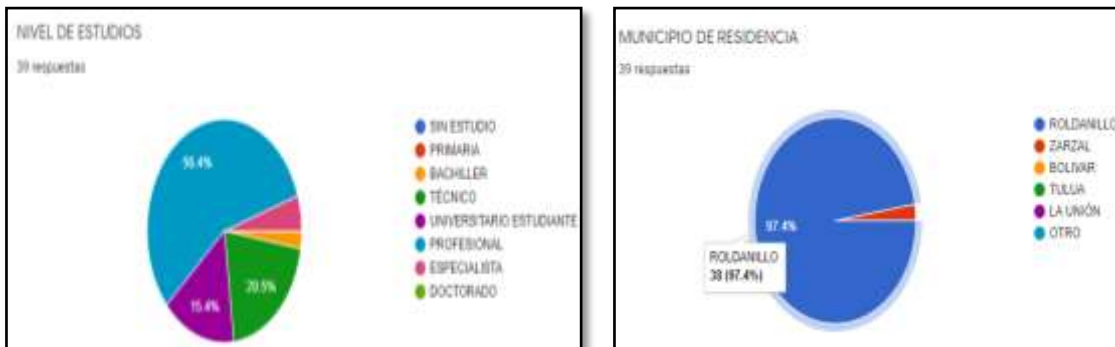 NIVEL DE ESTUDIOS
39 respuestas
56.4%
15.4%
20.5%
SIN ESTUDIO
PRIMARIA
BACHILLER
TÉCNICO
UNIVERSITARIO ESTUDIANTE
PROFESIONAL
ESPECIALISTA
DOCTORADO
MUNICIPIO DE RESIDENCIA
39 respuestas
97.4%
ROLDANILLO
38 (97.4%)
ROLDANILLO
ZARZAL
BOLIVAR
TULUA
LA UNIÓN
OTRO